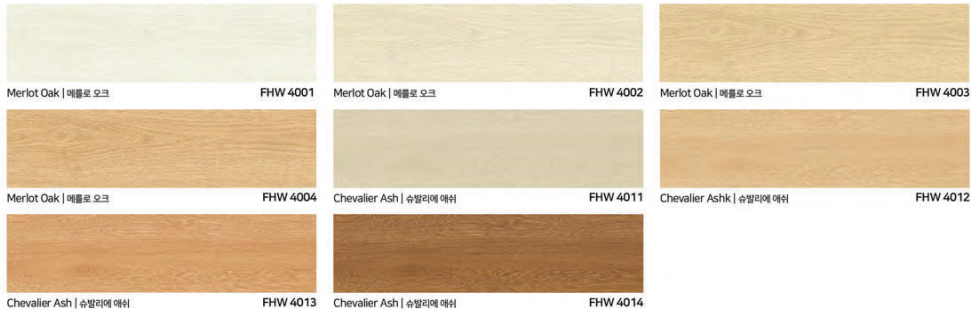 Merlot Oak | 메를로 오크 FHW 4001
Merlot Oak | 메를로 오크 FHW 4002
Merlot Oak | 메를로 오크 FHW 4003
Merlot Oak | 메를로 오크 FHW 4004
Chevalier Ash | 슈발리에 애쉬 FHW 4011
Chevalier Ashk | 슈발리에 애쉬 FHW 4012
Chevalier Ash | 슈발리에 애쉬 FHW 4013
Chevalier Ash | 슈발리에 애쉬 FHW 4014